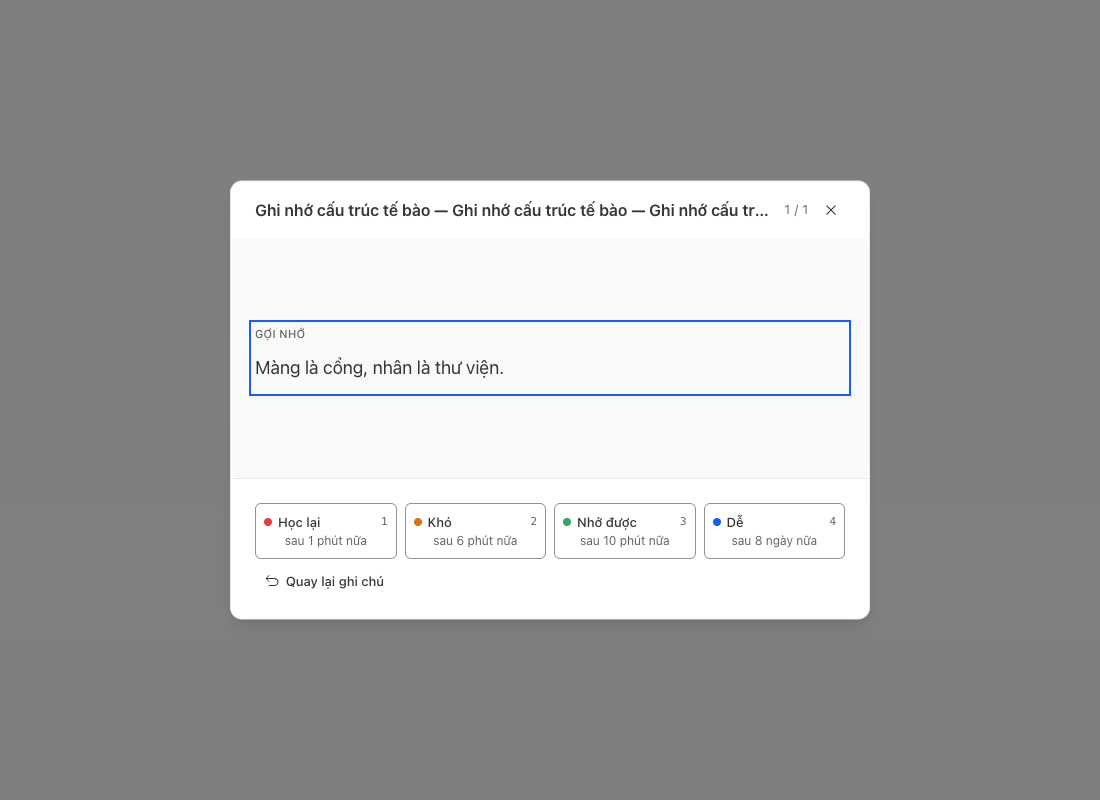 Ghi nhớ cấu trúc tế bào — Ghi nhớ cấu trúc tế bào — Ghi nhớ cấu tr... 1 / 1
GỢI NHỚ
Màng là cổng, nhân là thư viện.
Học lại 1
sau 1 phút nữa
Khó 2
sau 6 phút nữa
Nhớ được 3
sau 10 phút nữa
Dễ 4
sau 8 ngày nữa
Quay lại ghi chú